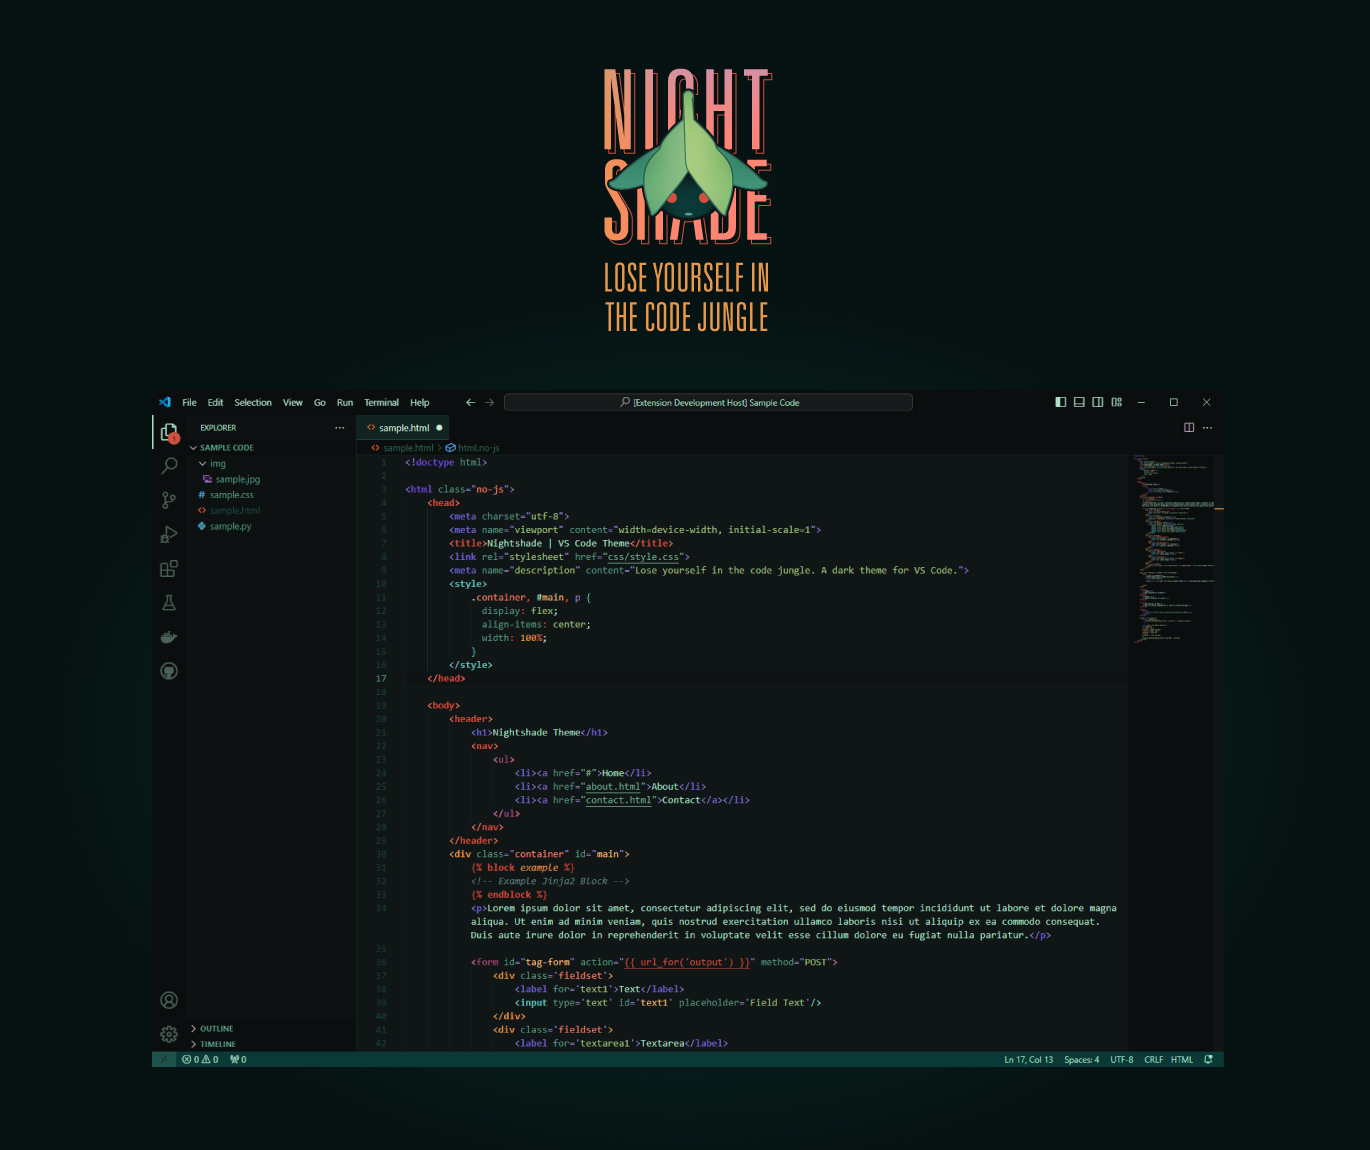 NIGHT
SHADE
LOSE YOURSELF IN
THE CODE JUNGLE
File Edit Selection View Go Run Terminal Help
[Extension Development Host] Sample Code
EXPLORER
sample.html
SAMPLE CODE
img
sample.jpg
sample.css
sample.html
sample.py
sample.html > html.no-js
1 <!doctype html>
2
3 <html class="no-js">
4 <head>
5 <meta charset="utf-8">
6 <meta name="viewport" content="width=device-width, initial-scale=1">
7 <title>Nightshade | VS Code Theme</title>
8 <link rel="stylesheet" href="css/style.css">
9 <meta name="description" content="Lose yourself in the code jungle. A dark theme for VS Code.">
10 <style>
11 .container, #main, p {
12 display: flex;
13 align-items: center;
14 width: 100%;
15 }
16 </style>
17 </head>
18
19 <body>
20 <header>
21 <h1>Nightshade Theme</h1>
22 <nav>
23 <ul>
24 <li><a href="#">Home</li>
25 <li><a href="about.html">About</li>
26 <li><a href="contact.html">Contact</a></li>
27 </ul>
28 </nav>
29 </header>
30 <div class="container" id="main">
31 {% block example %}
32 <!-- Example Jinja2 Block -->
33 {% endblock %}
34 <p>Lorem ipsum dolor sit amet, consectetur adipiscing elit, sed do eiusmod tempor incididunt ut labore et dolore magna
aliqua. Ut enim ad minim veniam, quis nostrud exercitation ullamco laboris nisi ut aliquip ex ea commodo consequat.
Duis aute irure dolor in reprehenderit in voluptate velit esse cillum dolore eu fugiat nulla pariatur.</p>
35
36 <form id="tag-form" action="{{ url_for('output') }}" method="POST">
37 <div class='fieldset'>
38 <label for='text1'>Text</label>
39 <input type='text' id='text1' placeholder='Field Text'/>
40 </div>
41 <div class='fieldset'>
42 <label for='textarea1'>Textarea</label>
OUTLINE
TIMELINE
1
0 0 0
Ln 17, Col 13 Spaces: 4 UTF-8 CRLF HTML